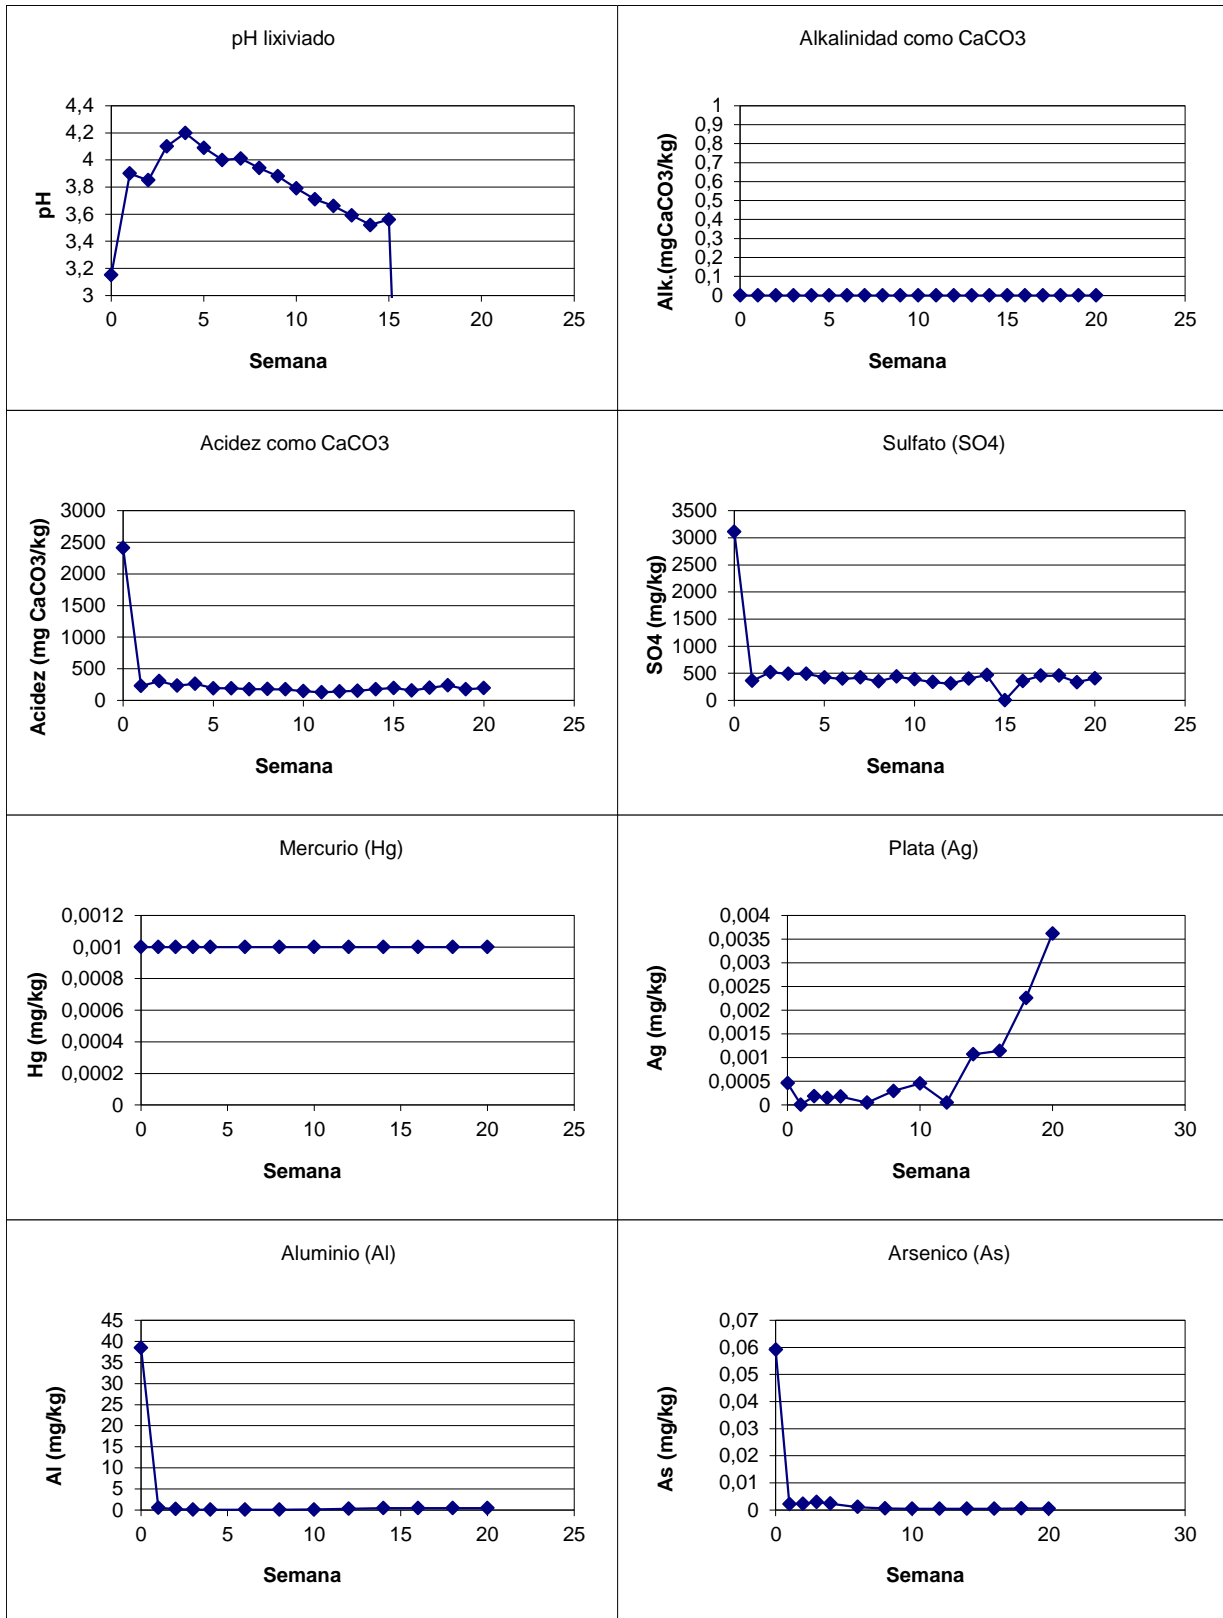 pH lixiviado
4,4
4,2
4
3,8
3,6
3,4
3,2
3
pH
0 5 10 15 20 25
Semana
Alkalinidad como CaCO3
1
0,9
0,8
0,7
0,6
0,5
0,4
0,3
0,2
0,1
0
Alk.(mgCaCO3/kg)
0 5 10 15 20 25
Semana
Acidez como CaCO3
3000
2500
2000
1500
1000
500
0
Acidez (mg CaCO3/kg)
0 5 10 15 20 25
Semana
Sulfato (SO4)
3500
3000
2500
2000
1500
1000
500
0
SO4 (mg/kg)
0 5 10 15 20 25
Semana
Mercurio (Hg)
0,0012
0,001
0,0008
0,0006
0,0004
0,0002
0
Hg (mg/kg)
0 5 10 15 20 25
Semana
Plata (Ag)
0,004
0,0035
0,003
0,0025
0,002
0,0015
0,001
0,0005
0
Ag (mg/kg)
0 10 20 30
Semana
Aluminio (Al)
45
40
35
30
25
20
15
10
5
0
Al (mg/kg)
0 5 10 15 20 25
Semana
Arsenico (As)
0,07
0,06
0,05
0,04
0,03
0,02
0,01
0
As (mg/kg)
0 10 20 30
Semana